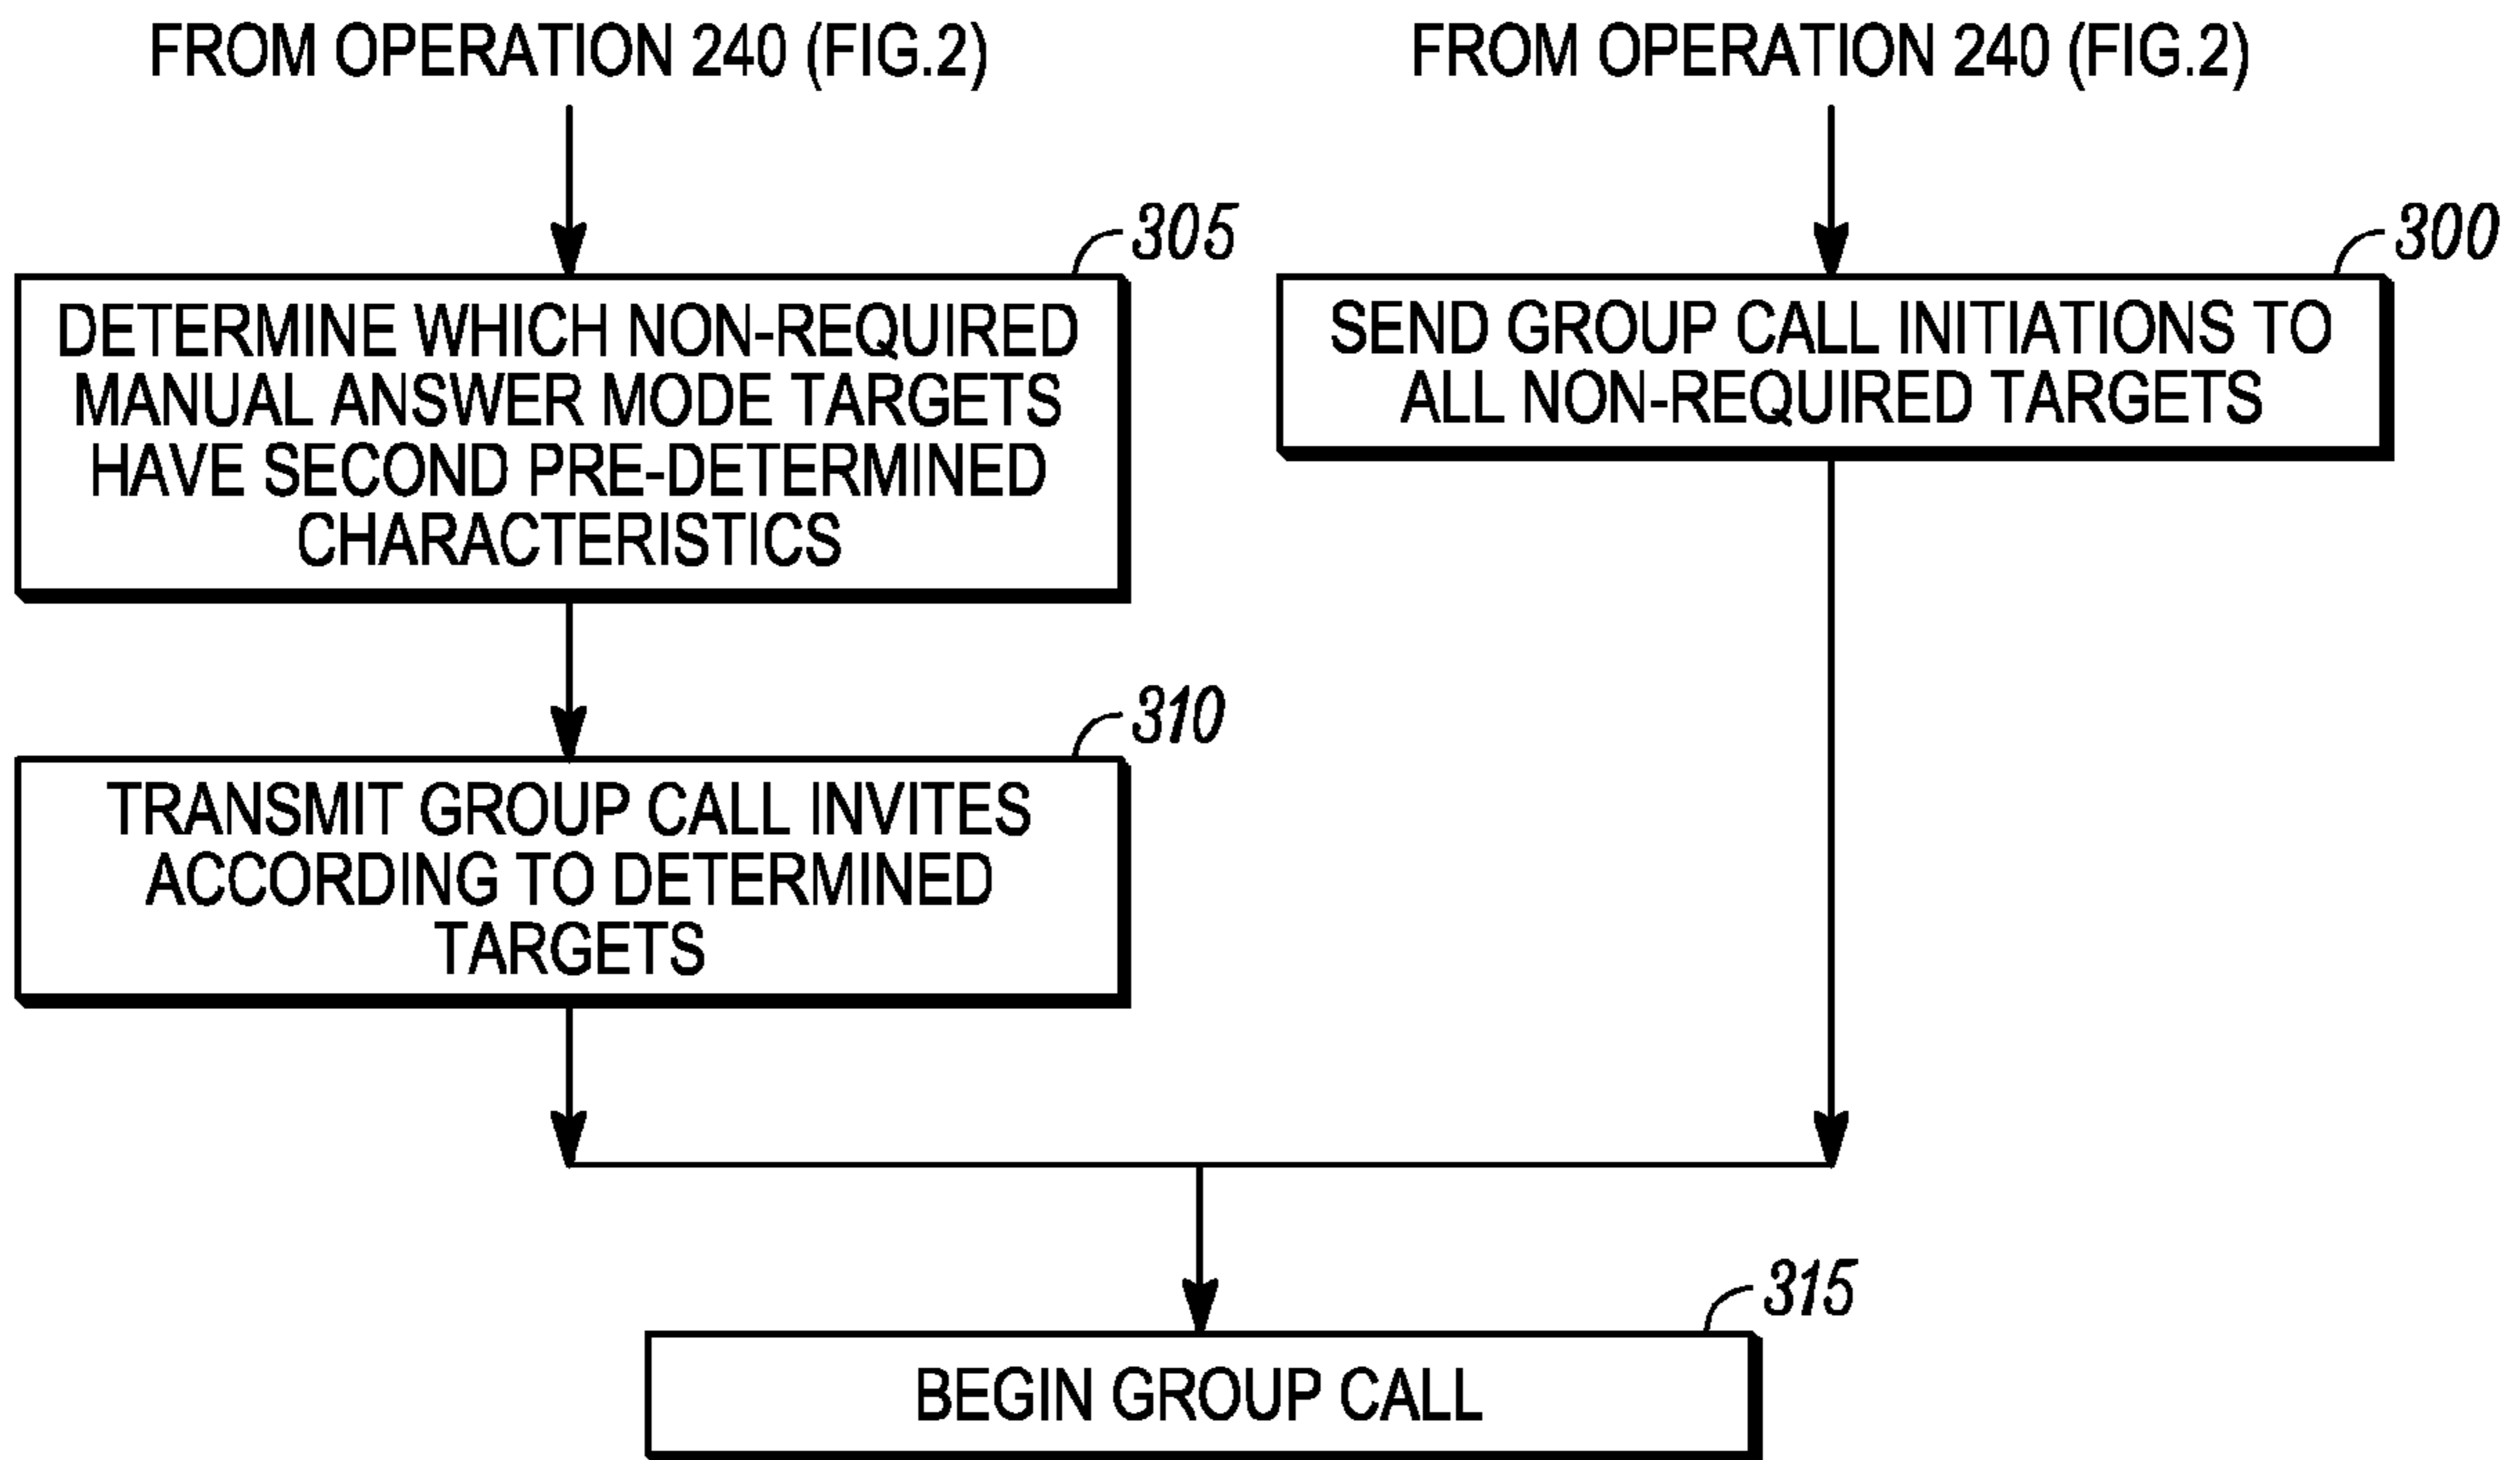 FROM OPERATION 240 (FIG.2)
FROM OPERATION 240 (FIG.2)
305
DETERMINE WHICH NON-REQUIRED
MANUAL ANSWER MODE TARGETS
HAVE SECOND PRE-DETERMINED
CHARACTERISTICS
300
SEND GROUP CALL INITIATIONS TO
ALL NON-REQUIRED TARGETS
310
TRANSMIT GROUP CALL INVITES
ACCORDING TO DETERMINED
TARGETS
315
BEGIN GROUP CALL